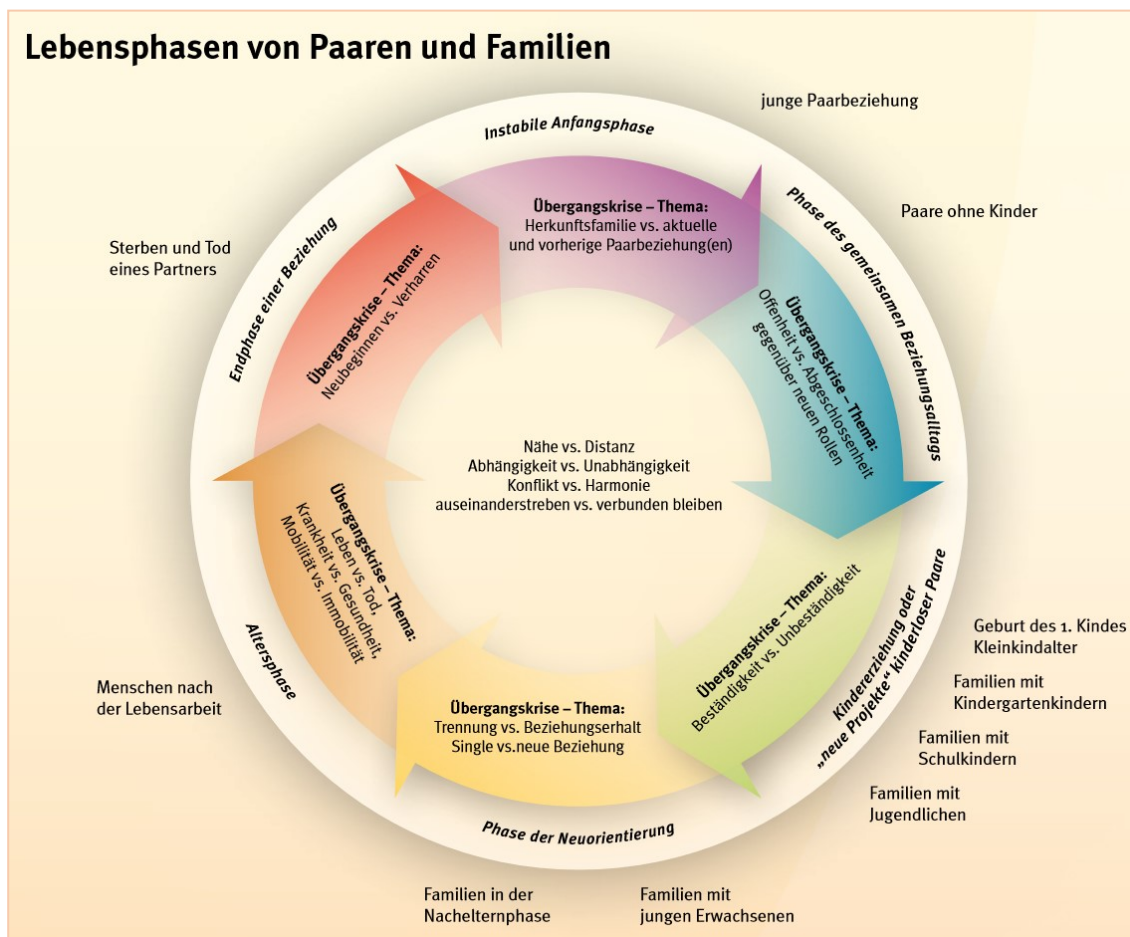 Lebensphasen von Paaren und Familien
junge Paarbeziehung
Instabile Anfangsphase
Übergangskrise – Thema:
Herkunftsfamilie vs. aktuelle
und vorherige Paarbeziehung(en)
Paare ohne Kinder
Phase des gemeinsamen Beziehungsalltags
Übergangskrise – Thema:
Offenheit vs. Abgeschlossenheit
gegenüber neuen Rollen
Geburt des 1. Kindes
Kleinkindalter
Familien mit
Kindergartenkindern
Familien mit
Schulkindern
Familien mit
Jugendlichen
Kindererziehung oder
„neue Projekte“ kinderloser Paare
Übergangskrise – Thema:
Beständigkeit vs. Unbeständigkeit
Familien mit
jungen Erwachsenen
Familien in der
Nachelternphase
Phase der Neuorientierung
Übergangskrise – Thema:
Trennung vs. Beziehungserhalt
Single vs.neue Beziehung
Menschen nach
der Lebensarbeit
Altersphase
Übergangskrise – Thema:
Leben vs. Tod,
Krankheit vs. Gesundheit,
Mobilität vs. Immobilität
Sterben und Tod
eines Partners
Endphase einer Beziehung
Übergangskrise – Thema:
Neubeginnen vs. Verharren
Nähe vs. Distanz
Abhängigkeit vs. Unabhängigkeit
Konflikt vs. Harmonie
auseinanderstreben vs. verbunden bleiben